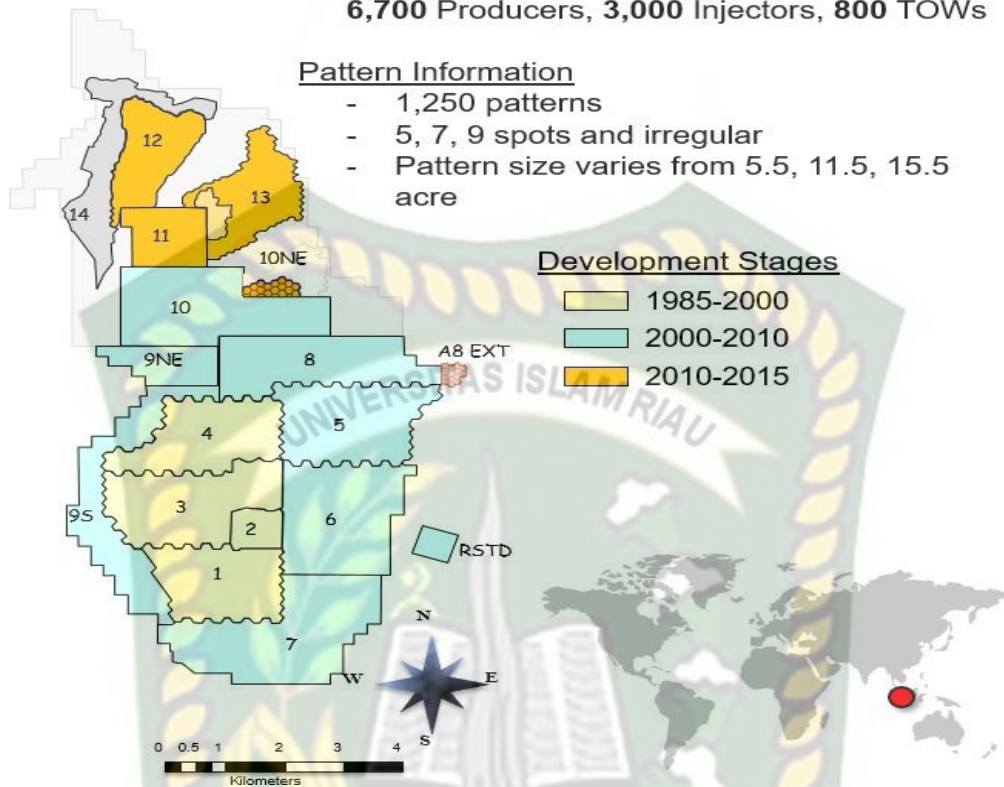 6,700 Producers, 3,000 Injectors, 800 TOWs
Pattern Information
- 1,250 patterns
- 5, 7, 9 spots and irregular
- Pattern size varies from 5.5, 11.5, 15.5
acre
Development Stages
1985-2000
2000-2010
2010-2015
12
13
14
11
10NE
10
9NE
8
A8 EXT
4
5
3
9S
2
6
RSTD
1
7
N
W
E
S
0 0.5 1 2 3 4
Kilometers
UNIVERSITAS ISLAM RIAU